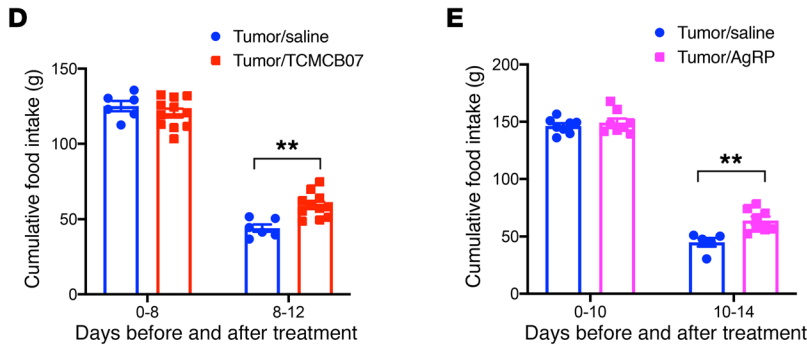 D
Tumor/saline
Tumor/TCMCB07
Cumulative food intake (g)
150
100
50
0
**
0-8
8-12
Days before and after treatment
E
Tumor/saline
Tumor/AgRP
Cumulative food intake (g)
200
150
100
50
0
**
0-10
10-14
Days before and after treatment